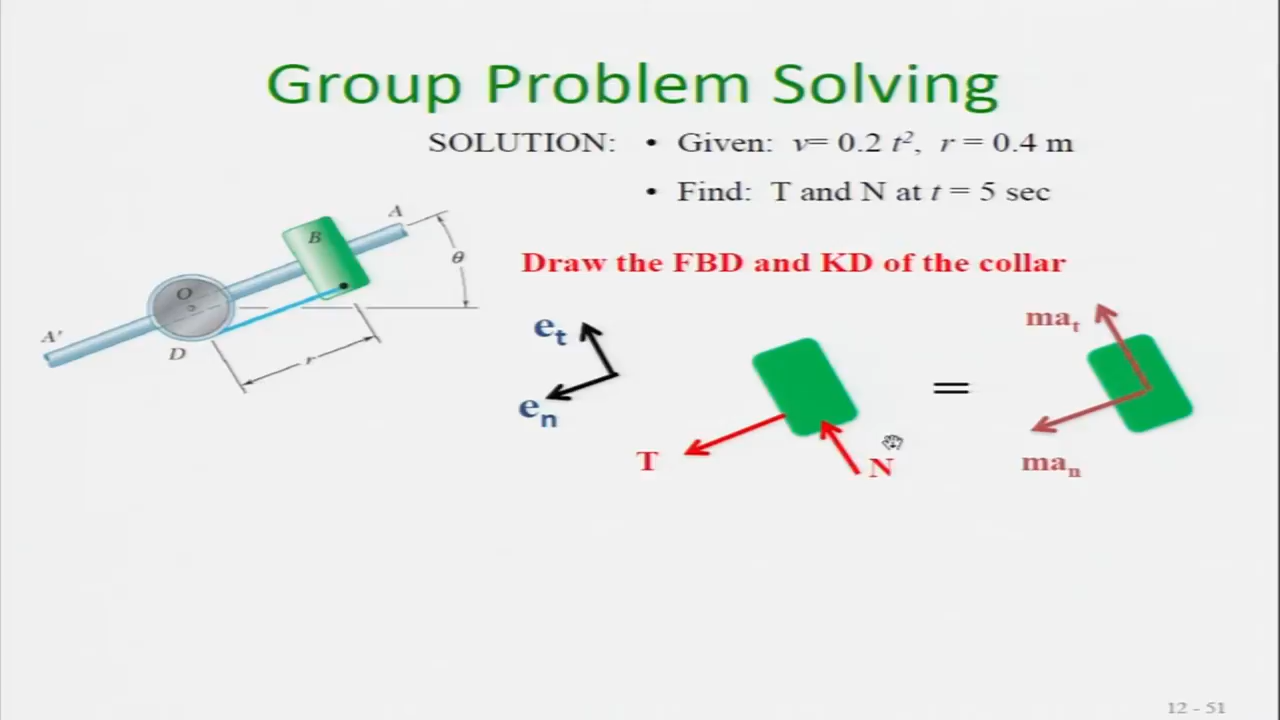 Group Problem Solving
SOLUTION: • Given: v= 0.2 t², r = 0.4 m
• Find: T and N at t = 5 sec
Draw the FBD and KD of the collar
A
B
θ
O
A'
D
r
e_t
e_n
T
N
=
ma_t
ma_n
12 - 51